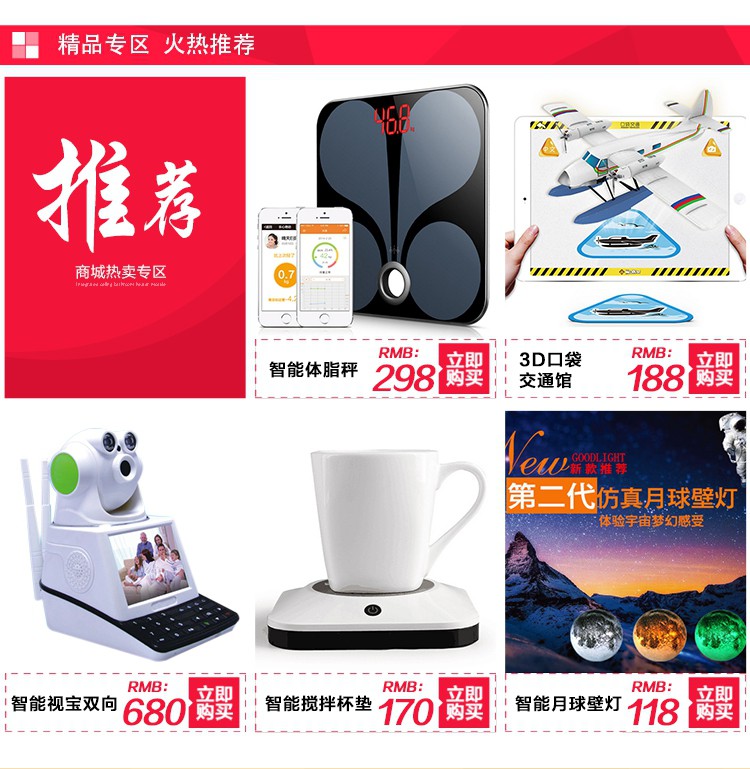 精品专区 火热推荐
推荐
商城热卖专区
46.8
0.7
智能体脂秤
RMB:
298
立即
购买
3D口袋
交通馆
RMB:
188
立即
购买
智能视宝双向
RMB:
680
立即
购买
智能搅拌杯垫
RMB:
170
立即
购买
New
GOODLIGHT
新款推荐
第二代仿真月球壁灯
体验宇宙梦幻感受
智能月球壁灯
RMB:
118
立即
购买